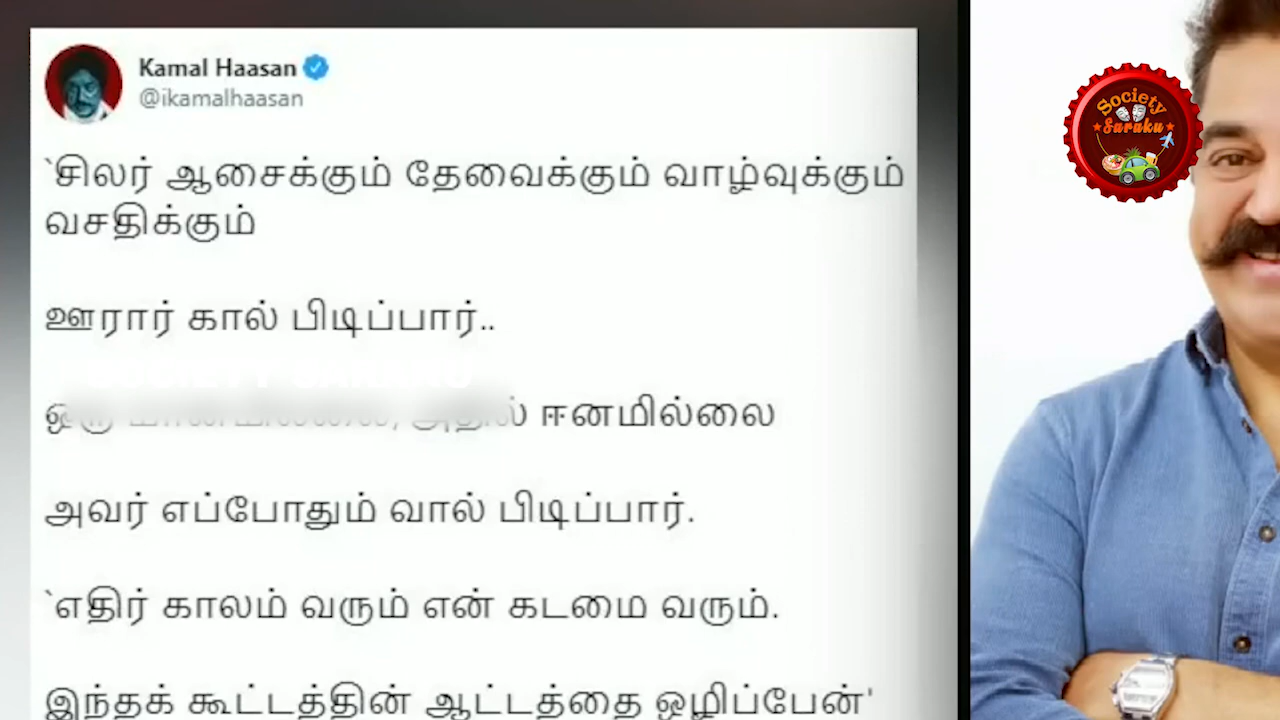 Kamal Haasan
@ikamalhaasan
`சிலர் ஆசைக்கும் தேவைக்கும் வாழ்வுக்கும்
வசதிக்கும்
ஊரார் கால் பிடிப்பார்..
ஈனமில்லை
அவர் எப்போதும் வால் பிடிப்பார்.
`எதிர் காலம் வரும் என் கடமை வரும்.
இந்தக் கூட்டத்தின் ஆட்டத்தை ஒழிப்பேன்'
Society
Saraku